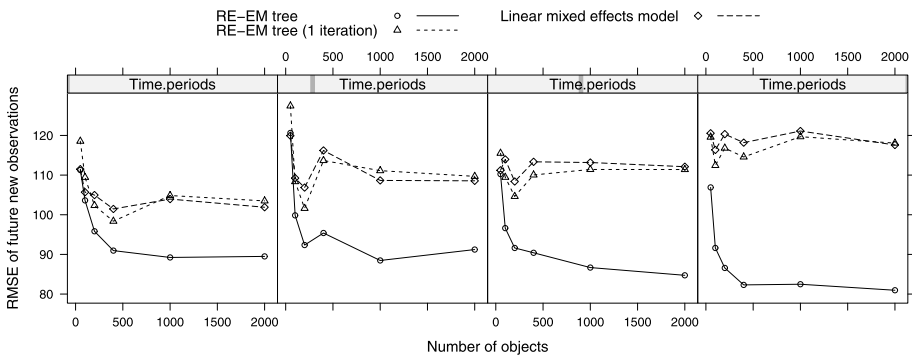 RE−EM tree Linear mixed effects model
RE−EM tree (1 iteration)
0 500 1000 1500 2000 0 500 1000 1500 2000
Time.periods Time.periods Time.periods Time.periods
RMSE of future new observations
120
110
100
90
80
0 500 1000 1500 2000 0 500 1000 1500 2000
Number of objects